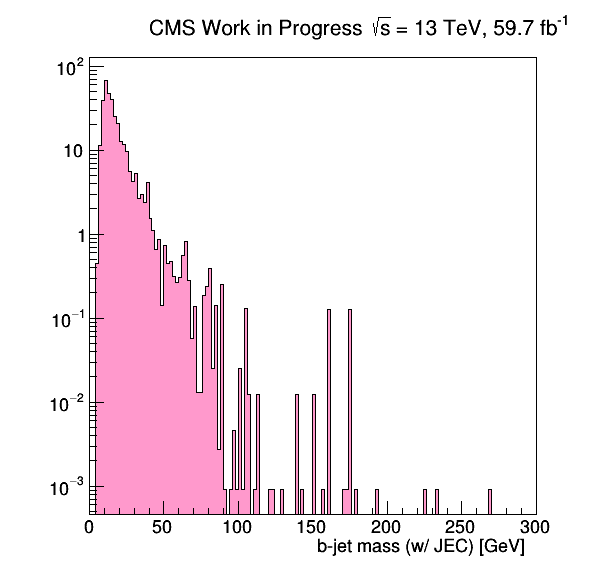 CMS Work in Progress √s = 13 TeV, 59.7 fb⁻¹
10²
10
1
10⁻¹
10⁻²
10⁻³
0 50 100 150 200 250 300
b-jet mass (w/ JEC) [GeV]